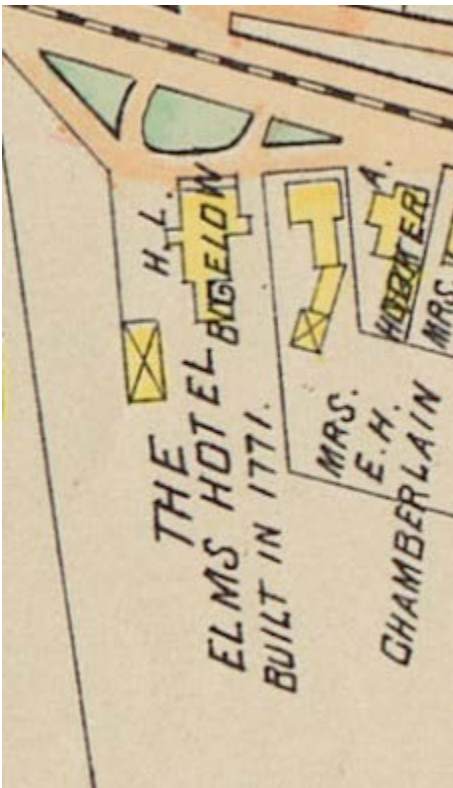 H. L.
BIGELOW
THE
ELMS HOTEL
BUILT IN 1771.
MRS.
E. H.
CHAMBERLAIN
A.
HOOKER
MRS.